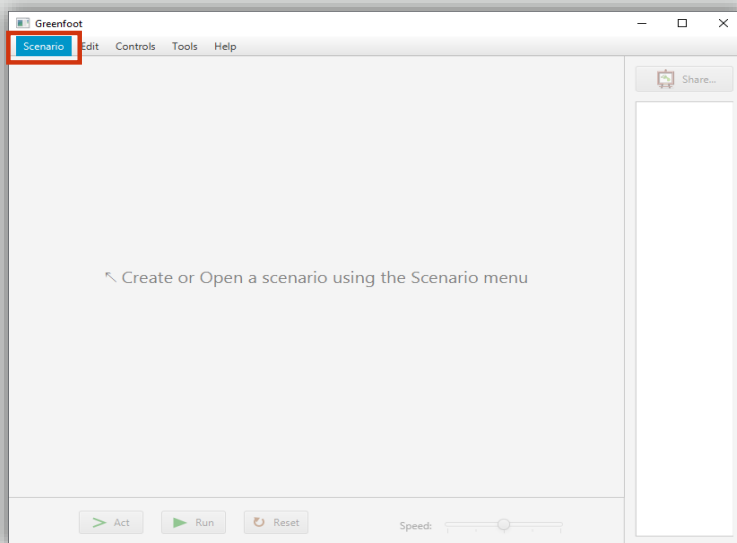 Greenfoot
Scenario Edit Controls Tools Help
Share...
↖ Create or Open a scenario using the Scenario menu
Act Run Reset Speed: